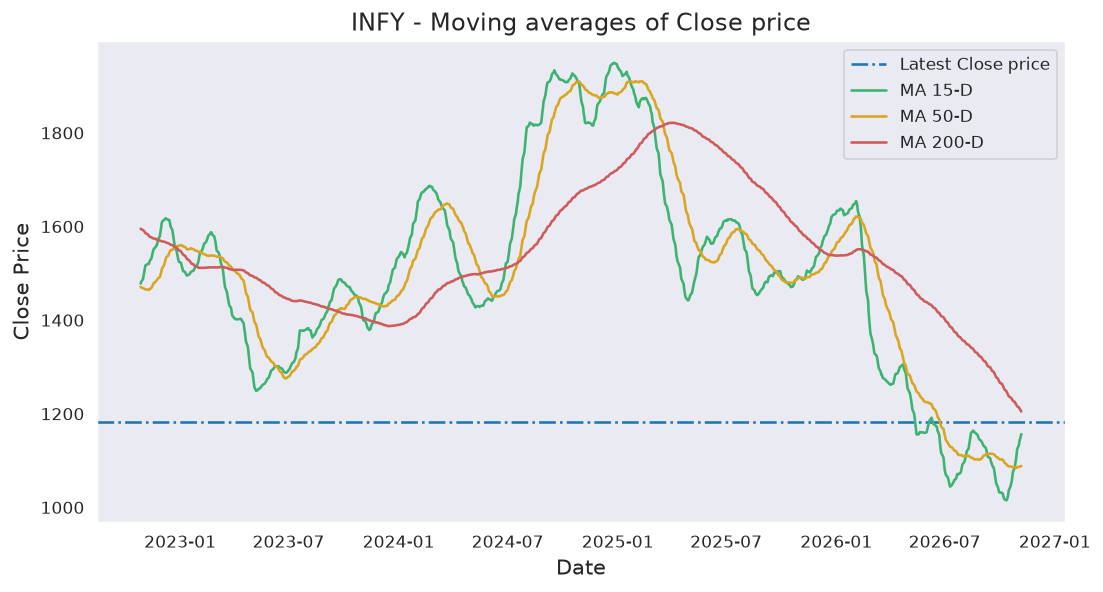 INFY - Moving averages of Close price
Latest Close price
MA 15-D
MA 50-D
MA 200-D
Close Price
1800
1600
1400
1200
1000
2023-01 2023-07 2024-01 2024-07 2025-01 2025-07 2026-01 2026-07 2027-01
Date